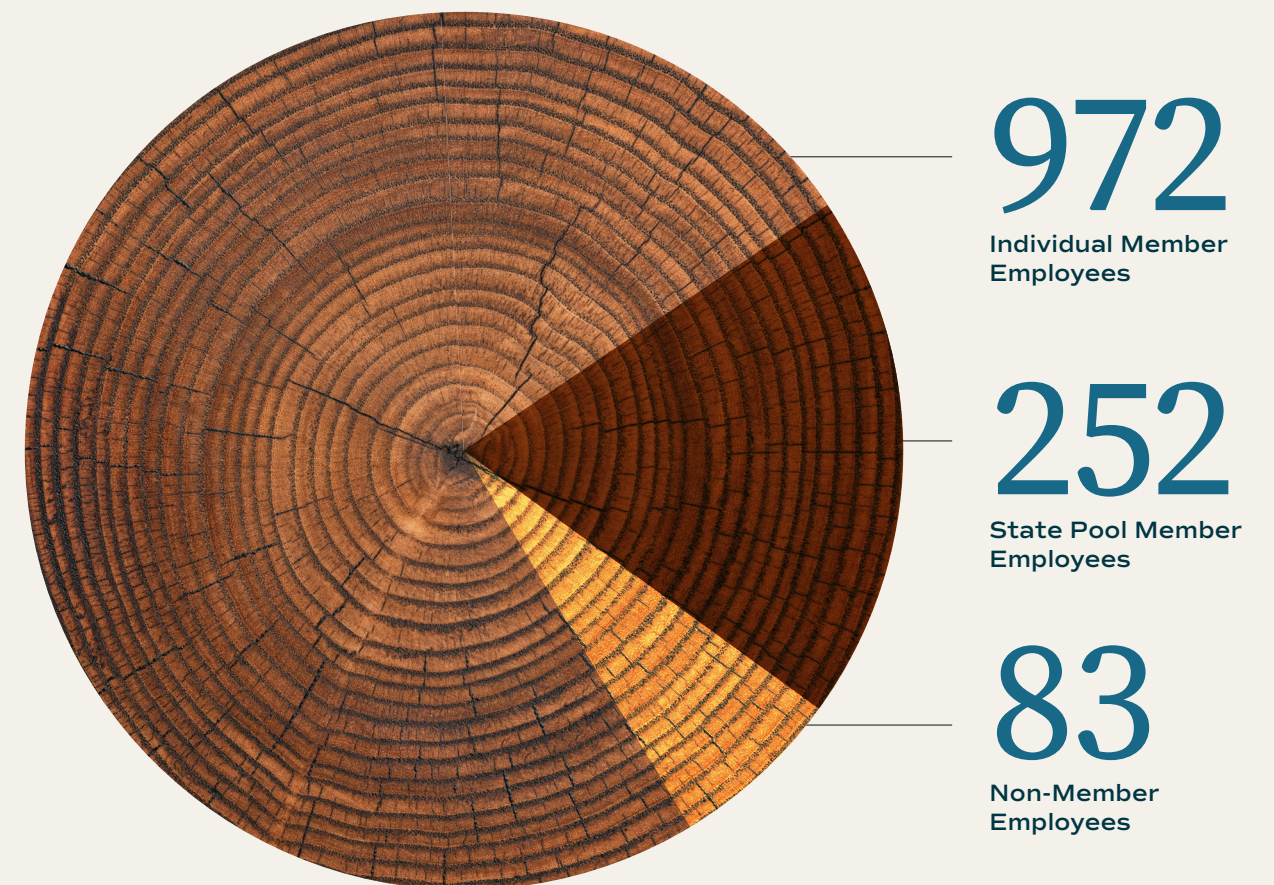 972
Individual Member
Employees
252
State Pool Member
Employees
83
Non-Member
Employees